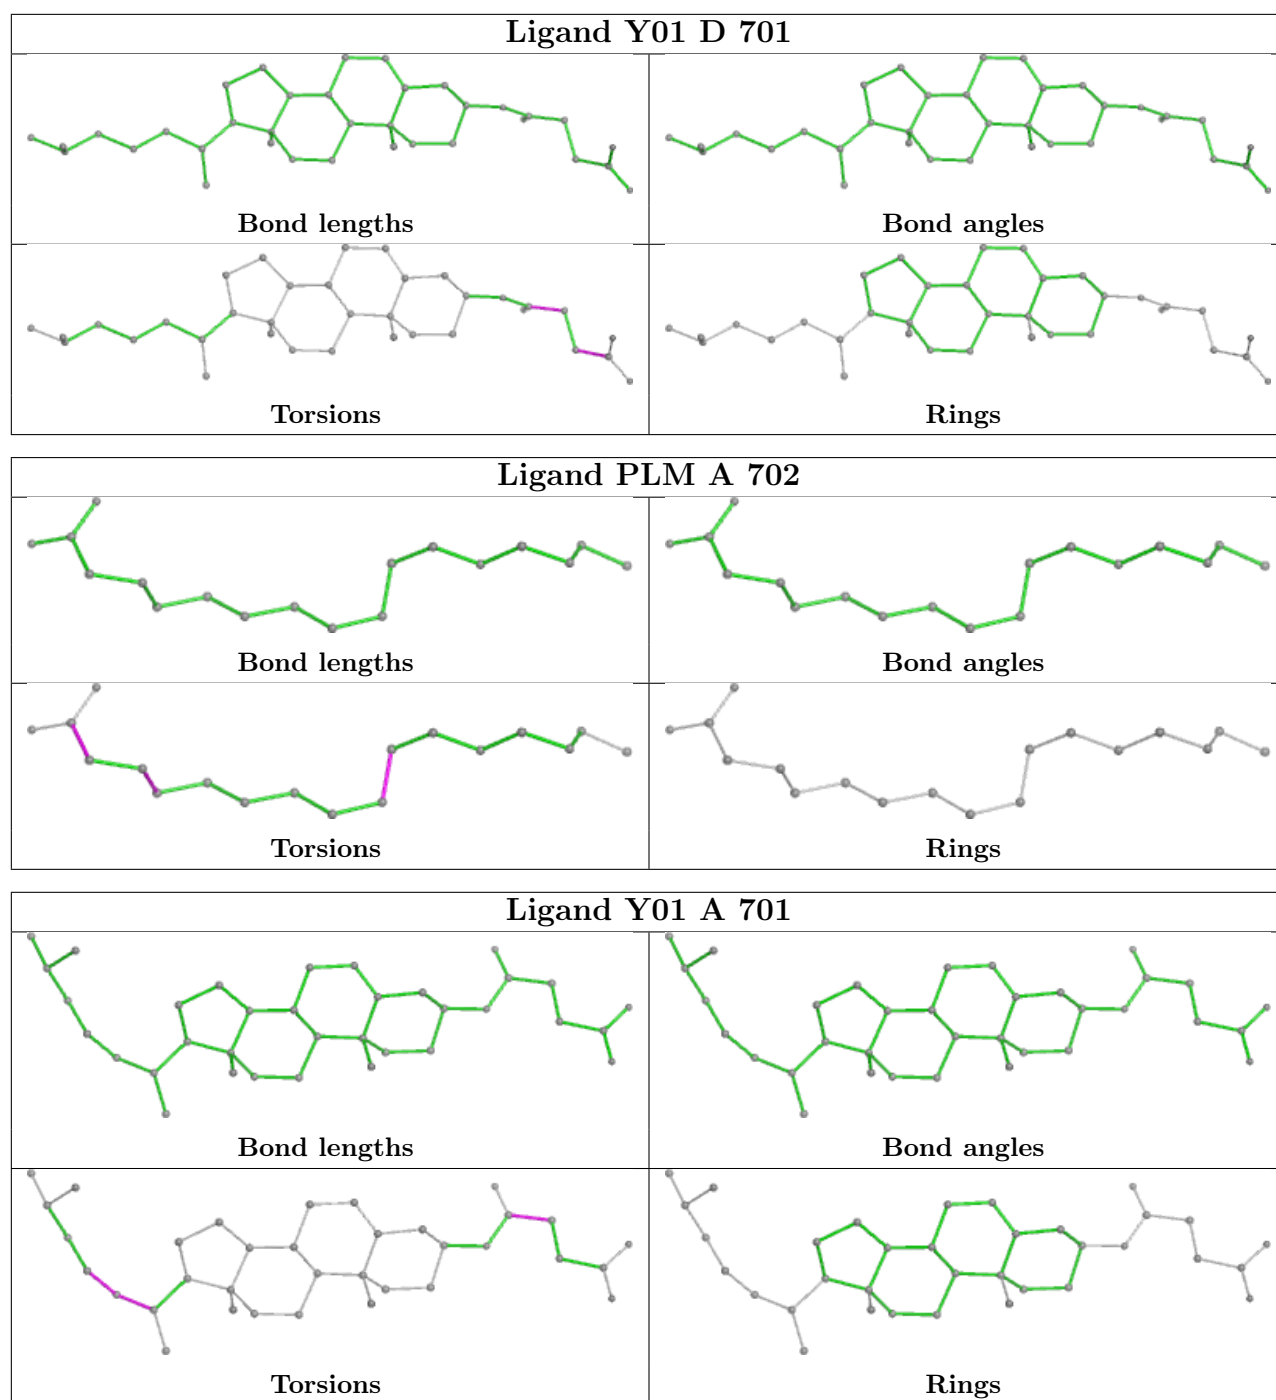 Ligand Y01 D 701
Bond lengths
Bond angles
Torsions
Rings
Ligand PLM A 702
Bond lengths
Bond angles
Torsions
Rings
Ligand Y01 A 701
Bond lengths
Bond angles
Torsions
Rings